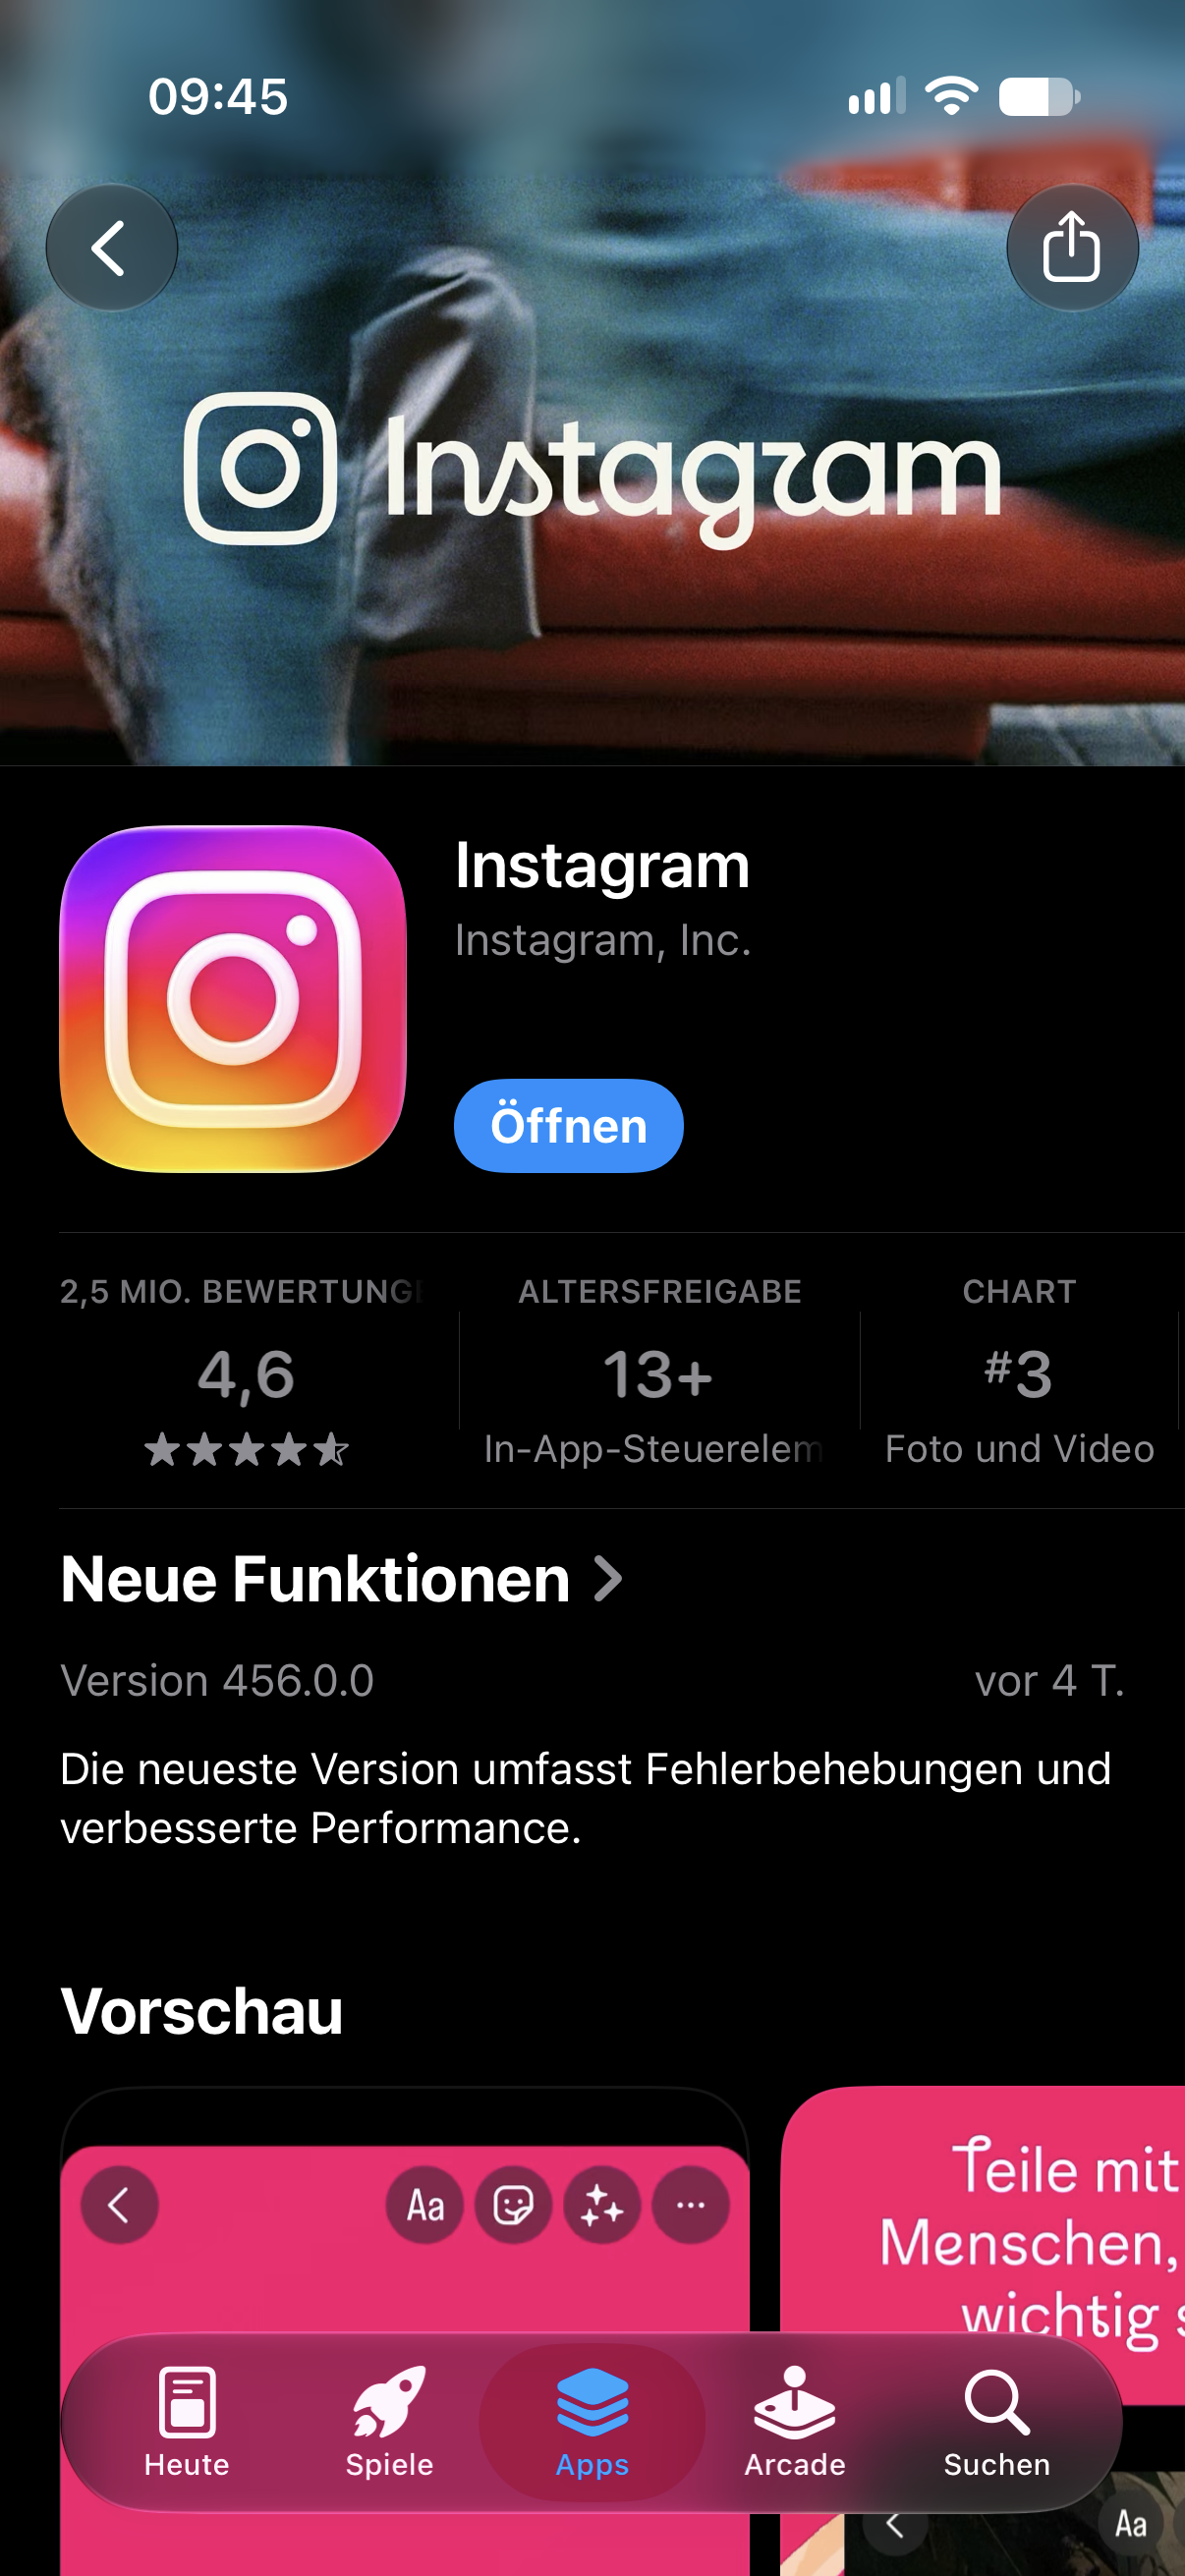 09:45
Instagram
Instagram
Instagram, Inc.
Öffnen
2,5 MIO. BEWERTUNGE
ALTERSFREIGABE
CHART
4,6
13+
#3
In-App-Steuerelem
Foto und Video
Neue Funktionen
Version 456.0.0
vor 4 T.
Die neueste Version umfasst Fehlerbehebungen und
verbesserte Performance.
Vorschau
Aa
Teile mit
Menschen,
wichtig s
Heute
Spiele
Apps
Arcade
Suchen
Aa